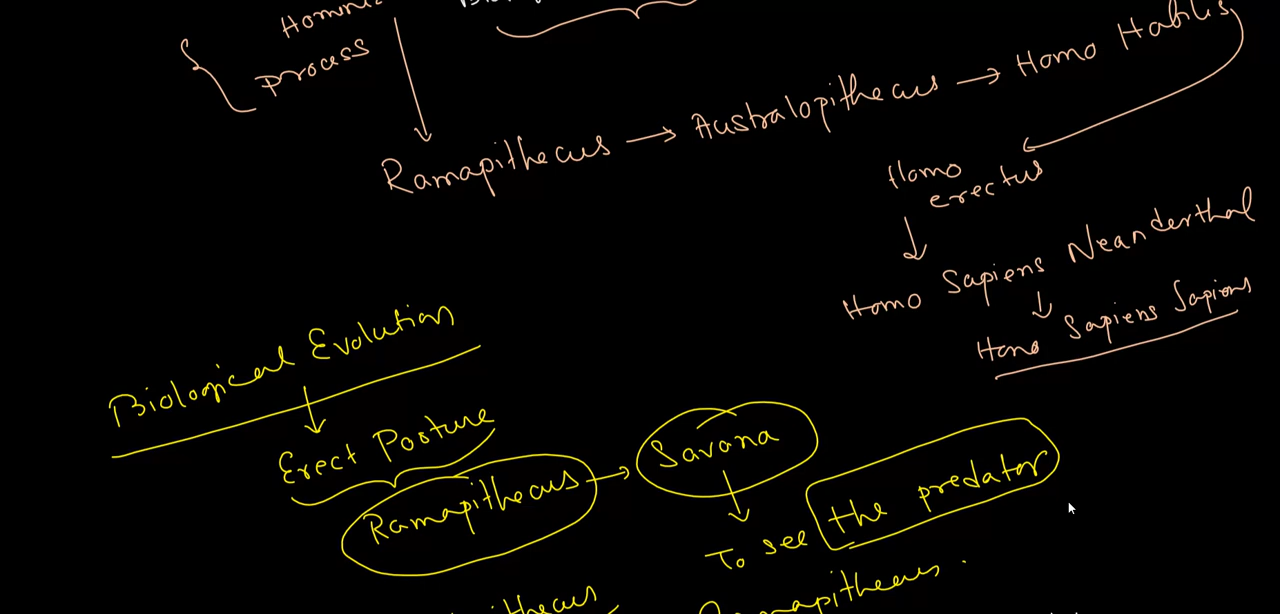 process
Ramapithecus → Australopithecus → Homo Habilis
Homo
erectus
Homo Sapiens Neanderthal
Homo Sapiens Sapiens
Biological Evolution
Erect Posture
Ramapithecus → Savana
To see the predator